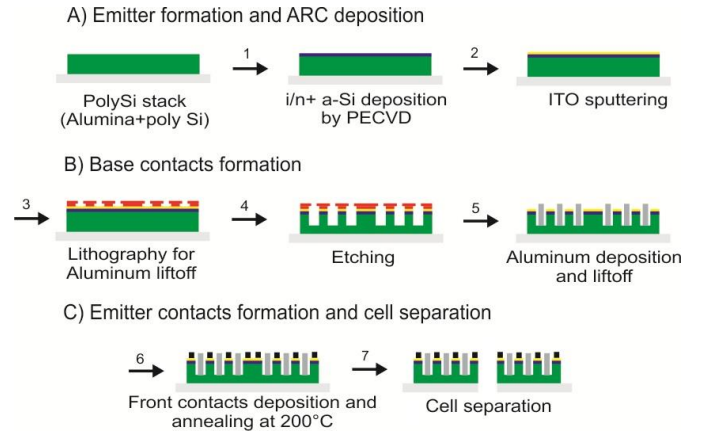 A) Emitter formation and ARC deposition
1
2
PolySi stack
(Alumina+poly Si)
i/n+ a-Si deposition
by PECVD
ITO sputtering
B) Base contacts formation
3
4
5
Lithography for
Aluminum liftoff
Etching
Aluminum deposition
and liftoff
C) Emitter contacts formation and cell separation
6
7
Front contacts deposition and
annealing at 200°C
Cell separation